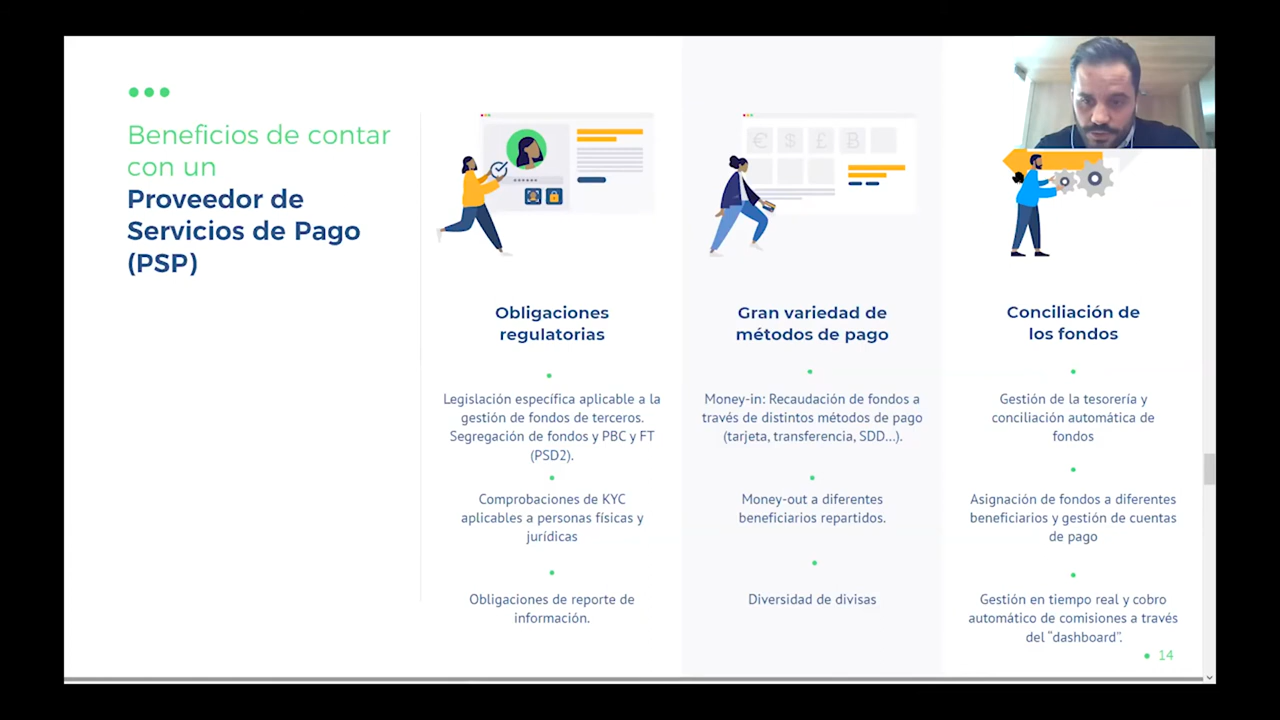 Beneficios de contar
con un
Proveedor de
Servicios de Pago
(PSP)
€ $ £ B
Obligaciones
regulatorias
Legislación específica aplicable a la
gestión de fondos de terceros.
Segregación de fondos y PBC y FT
(PSD2).
Comprobaciones de KYC
aplicables a personas físicas y
jurídicas
Obligaciones de reporte de
información.
Gran variedad de
métodos de pago
Money-in: Recaudación de fondos a
través de distintos métodos de pago
(tarjeta, transferencia, SDD...).
Money-out a diferentes
beneficiarios repartidos.
Diversidad de divisas
Conciliación de
los fondos
Gestión de la tesorería y
conciliación automática de
fondos
Asignación de fondos a diferentes
beneficiarios y gestión de cuentas
de pago
Gestión en tiempo real y cobro
automático de comisiones a través
del “dashboard”.
14